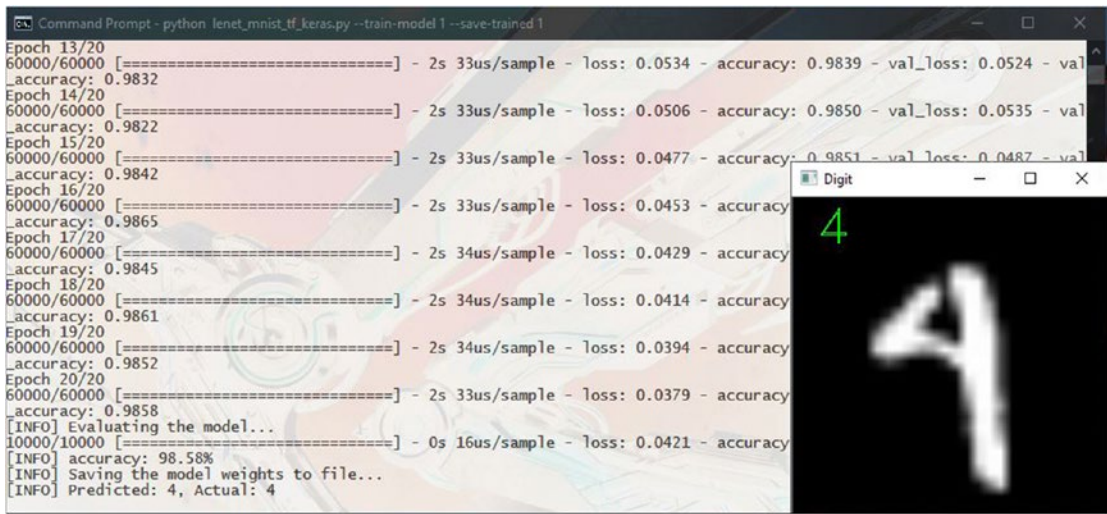 Command Prompt - python lenet_mnist_tf_keras.py --train-model 1 --save-trained 1
Epoch 13/20
60000/60000 [==============================] - 2s 33us/sample - loss: 0.0534 - accuracy: 0.9839 - val_loss: 0.0524 - val
_accuracy: 0.9832
Epoch 14/20
60000/60000 [==============================] - 2s 33us/sample - loss: 0.0506 - accuracy: 0.9850 - val_loss: 0.0535 - val
_accuracy: 0.9822
Epoch 15/20
60000/60000 [==============================] - 2s 33us/sample - loss: 0.0477 - accuracy: 0.9851 - val_loss: 0.0487 - val
_accuracy: 0.9842
Epoch 16/20
60000/60000 [==============================] - 2s 33us/sample - loss: 0.0453 - accuracy
_accuracy: 0.9865
Epoch 17/20
60000/60000 [==============================] - 2s 34us/sample - loss: 0.0429 - accuracy
_accuracy: 0.9845
Epoch 18/20
60000/60000 [==============================] - 2s 34us/sample - loss: 0.0414 - accuracy
_accuracy: 0.9861
Epoch 19/20
60000/60000 [==============================] - 2s 34us/sample - loss: 0.0394 - accuracy
_accuracy: 0.9852
Epoch 20/20
60000/60000 [==============================] - 2s 33us/sample - loss: 0.0379 - accuracy
_accuracy: 0.9858
[INFO] Evaluating the model...
10000/10000 [==============================] - 0s 16us/sample - loss: 0.0421 - accuracy
[INFO] accuracy: 98.58%
[INFO] Saving the model weights to file...
[INFO] Predicted: 4, Actual: 4
Digit
4
4